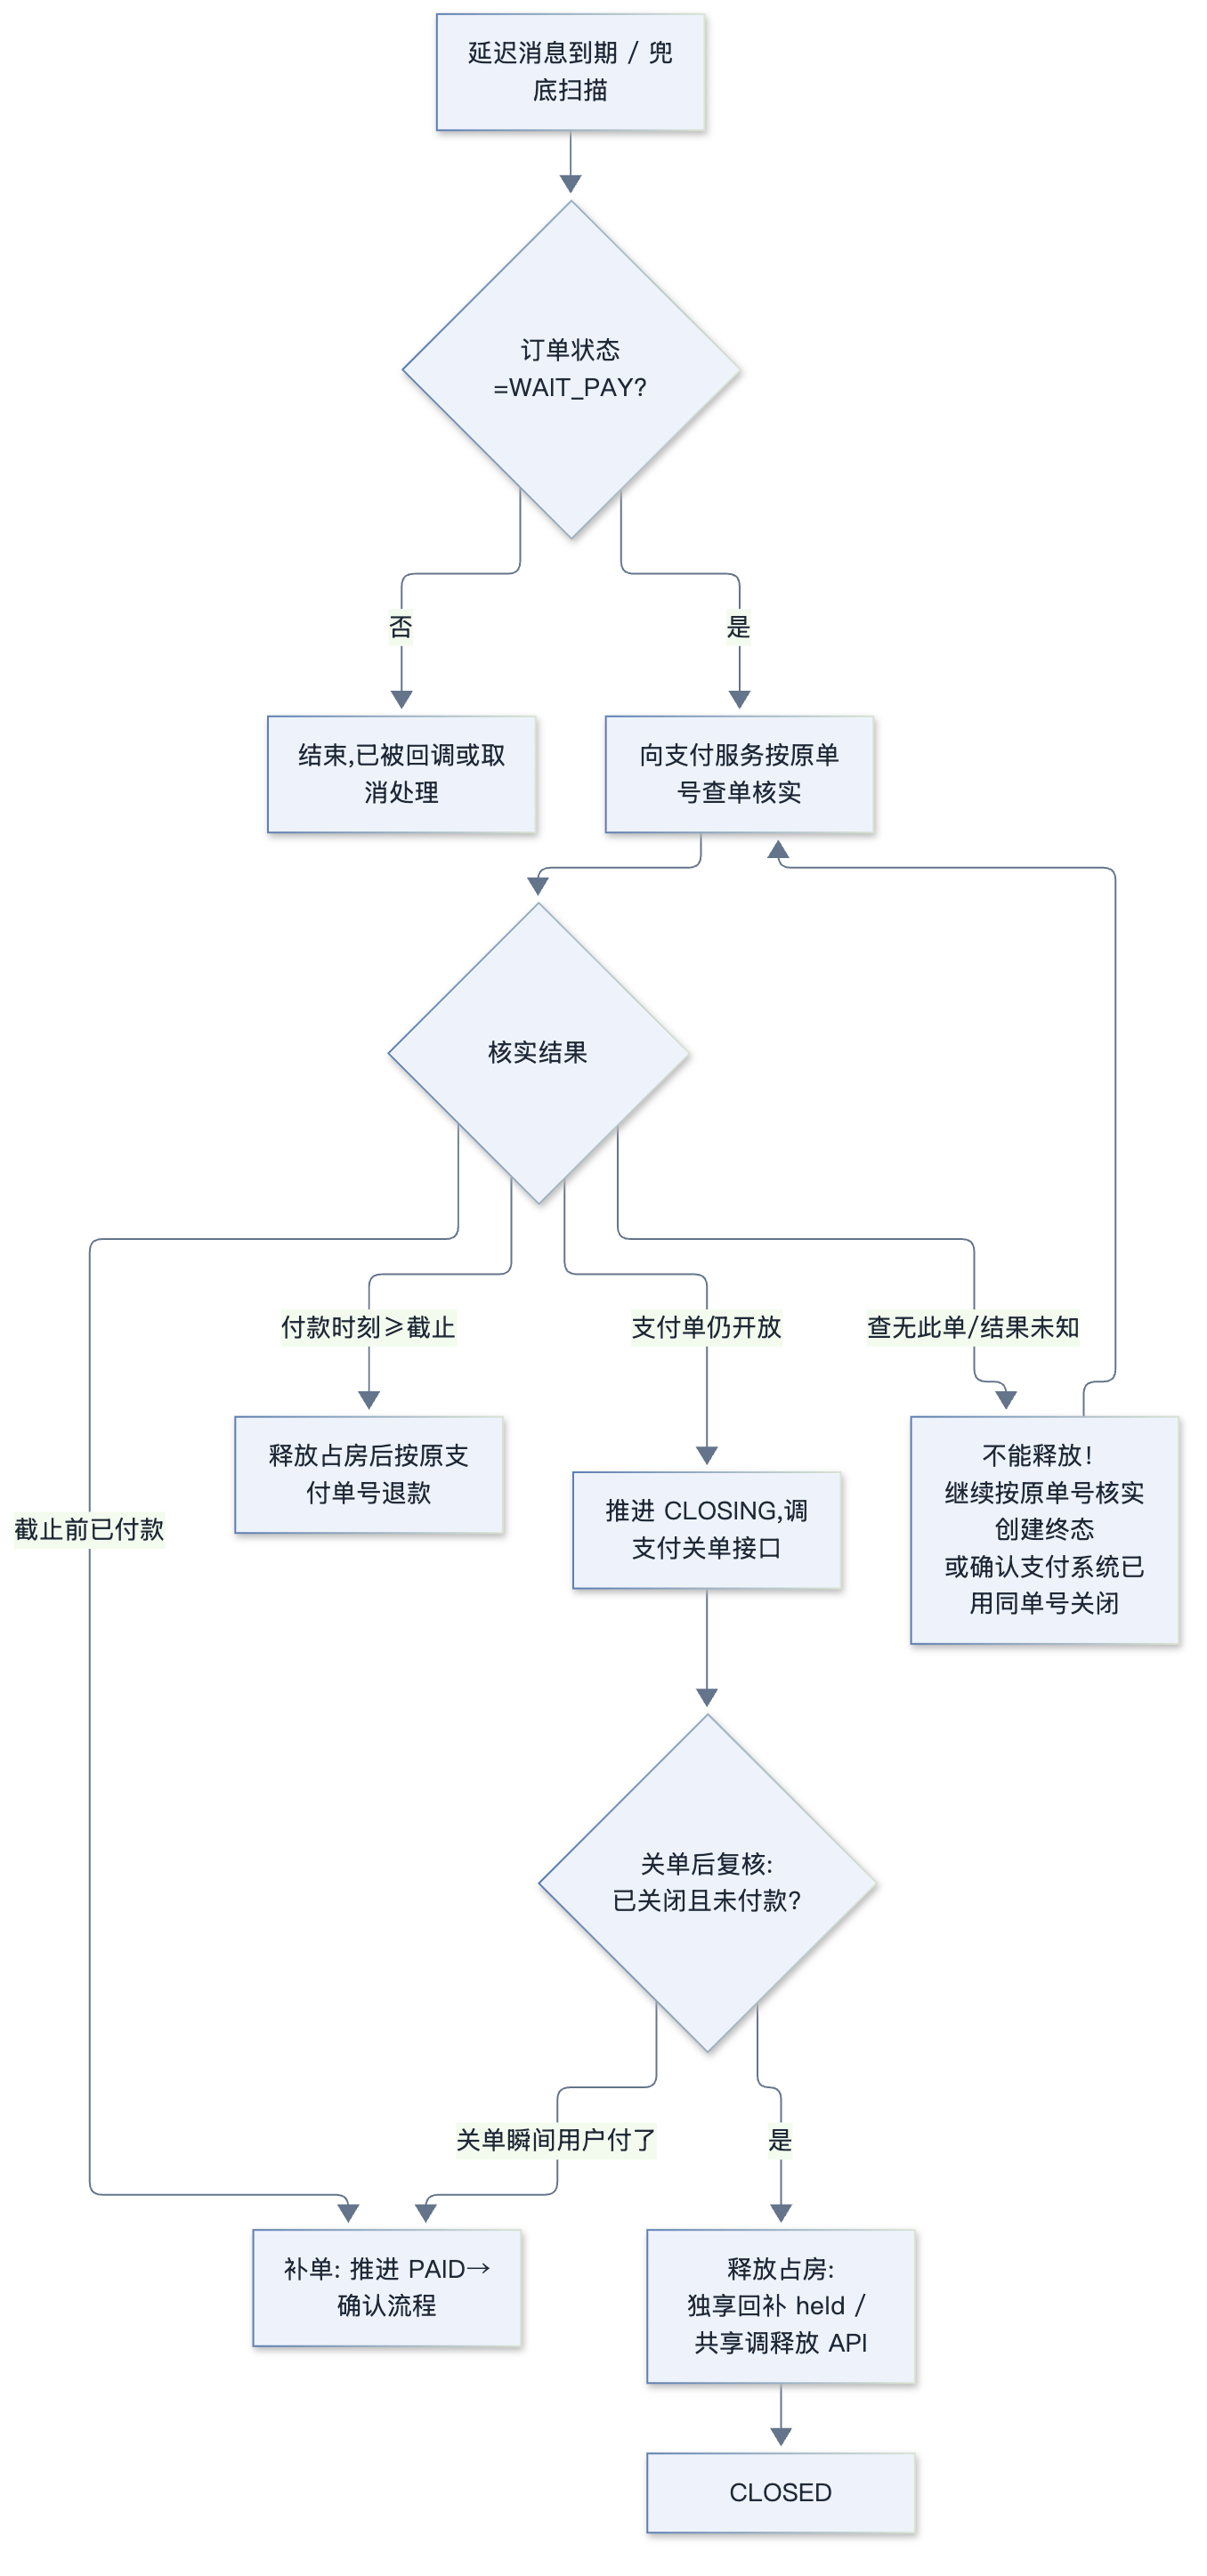 延迟消息到期 / 兜
底扫描
订单状态
=WAIT_PAY?
否
是
结束,已被回调或取
消处理
向支付服务按原单
号查单核实
核实结果
付款时刻≥截止
支付单仍开放
查无此单/结果未知
释放占房后按原支
付单号退款
截止前已付款
推进 CLOSING,调
支付关单接口
不能释放!
继续按原单号核实
创建终态
或确认支付系统已
用同单号关闭
关单后复核:
已关闭且未付款?
关单瞬间用户付了
是
补单: 推进 PAID→
确认流程
释放占房:
独享回补 held /
共享调释放 API
CLOSED